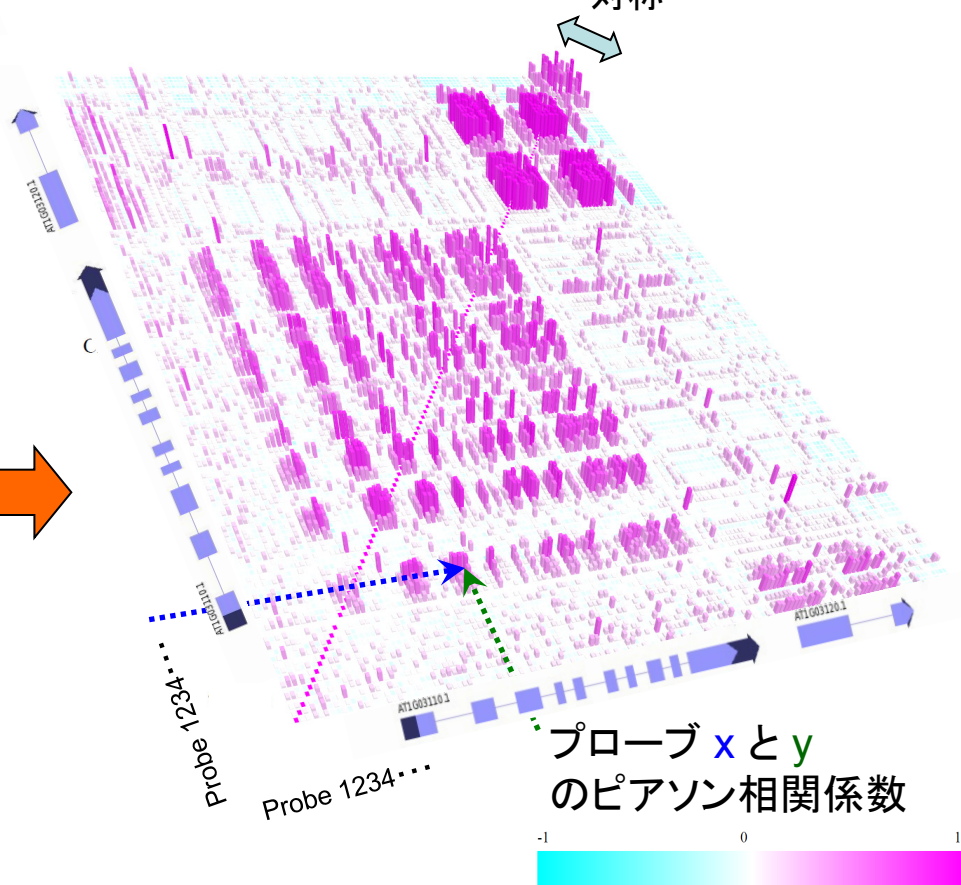 対称
AT1G03120.1
C
AT1G03110.1
AT1G03120.1
AT1G03110.1
Probe 1234・・・
Probe 1234・・・
プローブ x と y
のピアソン相関係数
-1 0 1